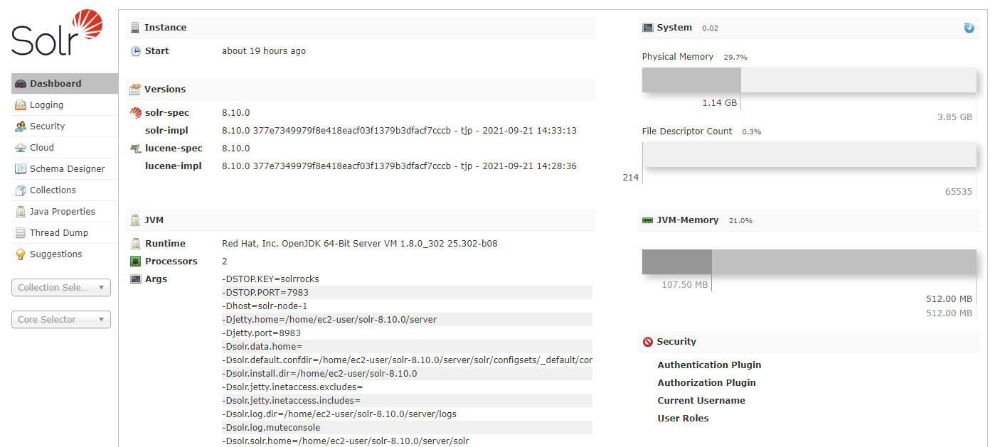 Solr
Dashboard
Logging
Security
Cloud
Schema Designer
Collections
Java Properties
Thread Dump
Suggestions
Collection Sele...
Core Selector
Instance
Start about 19 hours ago
Versions
solr-spec 8.10.0
solr-impl 8.10.0 377e7349979f8e418eacf03f1379b3dfacf7cccb - tjp - 2021-09-21 14:33:13
lucene-spec 8.10.0
lucene-impl 8.10.0 377e7349979f8e418eacf03f1379b3dfacf7cccb - tjp - 2021-09-21 14:28:36
JVM
Runtime Red Hat, Inc. OpenJDK 64-Bit Server VM 1.8.0_302 25.302-b08
Processors 2
Args -DSTOP.KEY=solrrocks
-DSTOP.PORT=7983
-Dhost=solr-node-1
-Djetty.home=/home/ec2-user/solr-8.10.0/server
-Djetty.port=8983
-Dsolr.data.home=
-Dsolr.default.confdir=/home/ec2-user/solr-8.10.0/server/solr/configsets/_default/cor
-Dsolr.install.dir=/home/ec2-user/solr-8.10.0
-Dsolr.jetty.inetaccess.excludes=
-Dsolr.jetty.inetaccess.includes=
-Dsolr.log.dir=/home/ec2-user/solr-8.10.0/server/logs
-Dsolr.log.muteconsole
-Dsolr.solr.home=/home/ec2-user/solr-8.10.0/server/solr
System 0.02
Physical Memory 29.7%
1.14 GB
3.85 GB
File Descriptor Count 0.3%
214
65535
JVM-Memory 21.0%
107.50 MB
512.00 MB
512.00 MB
Security
Authentication Plugin
Authorization Plugin
Current Username
User Roles